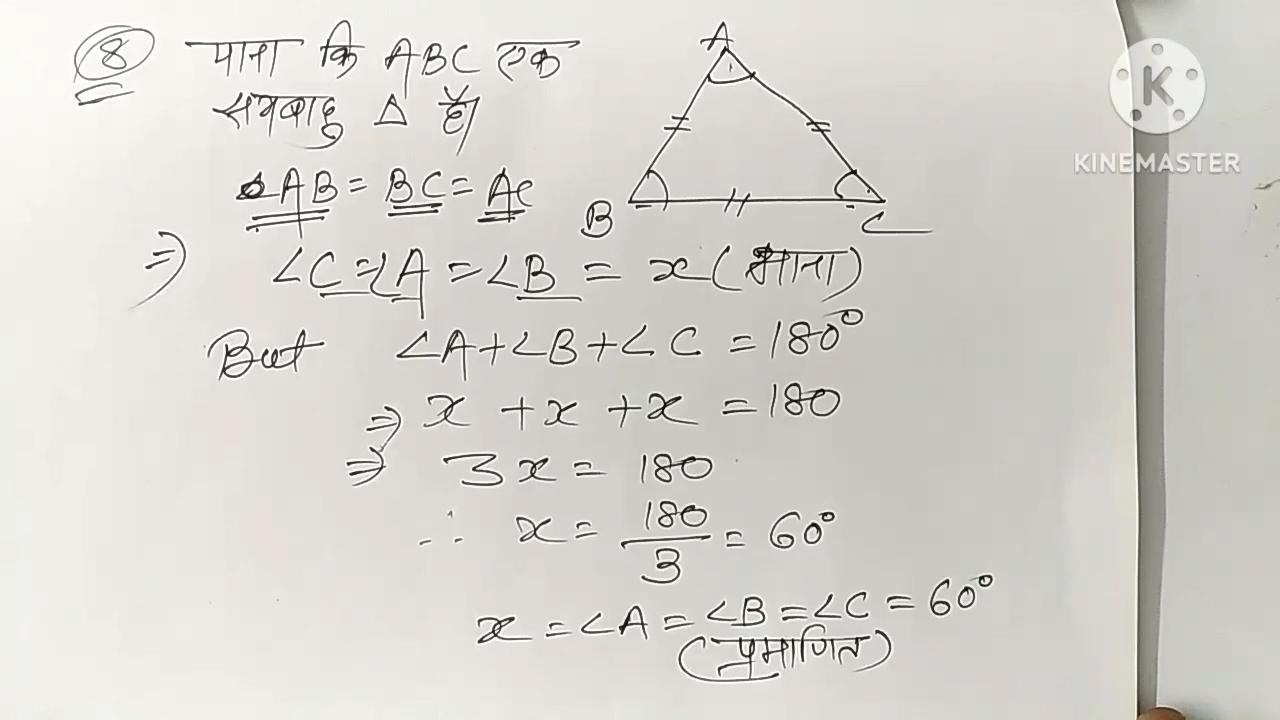 8 माना कि ABC एक
समबाहु Δ है।
AB = BC = AC
⇒ ∠C = ∠A = ∠B = x (माना)
But ∠A + ∠B + ∠C = 180°
⇒ x + x + x = 180
⇒ 3x = 180
∴ x = 180/3 = 60°
x = ∠A = ∠B = ∠C = 60°
(प्रमाणित)
A
B
C
K
KINEMASTER